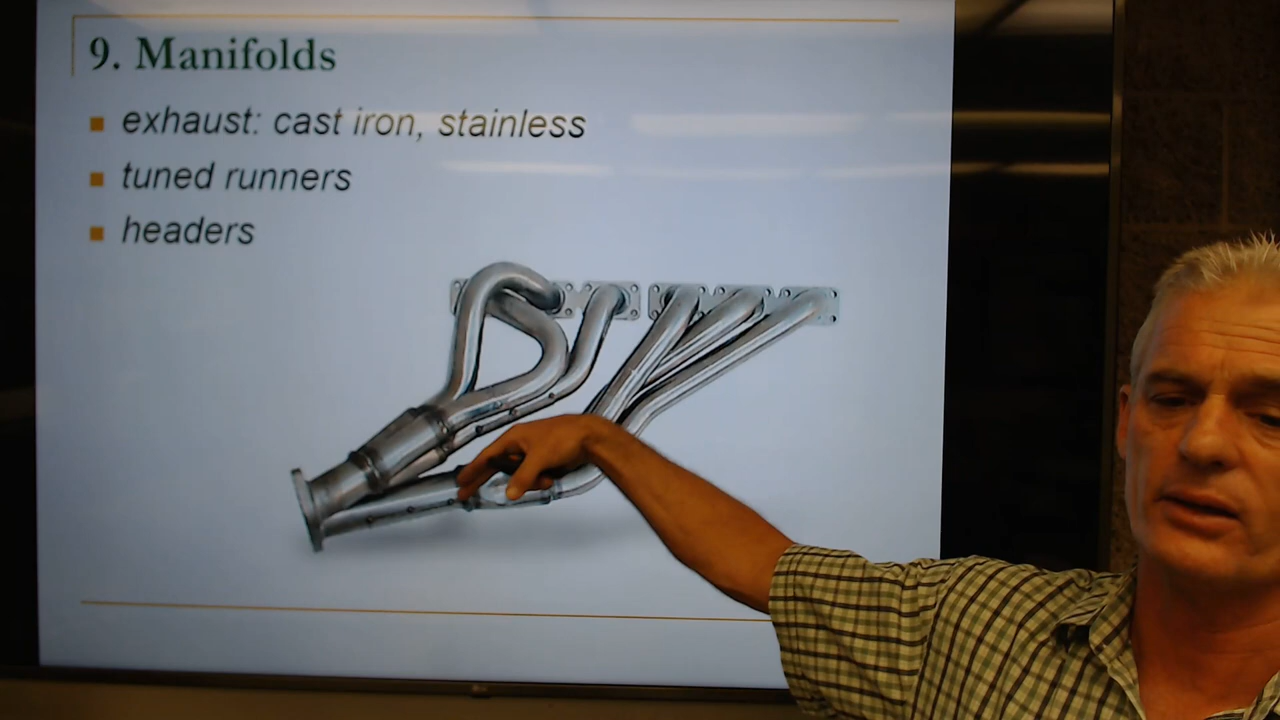 9. Manifolds
exhaust: cast iron, stainless
tuned runners
headers